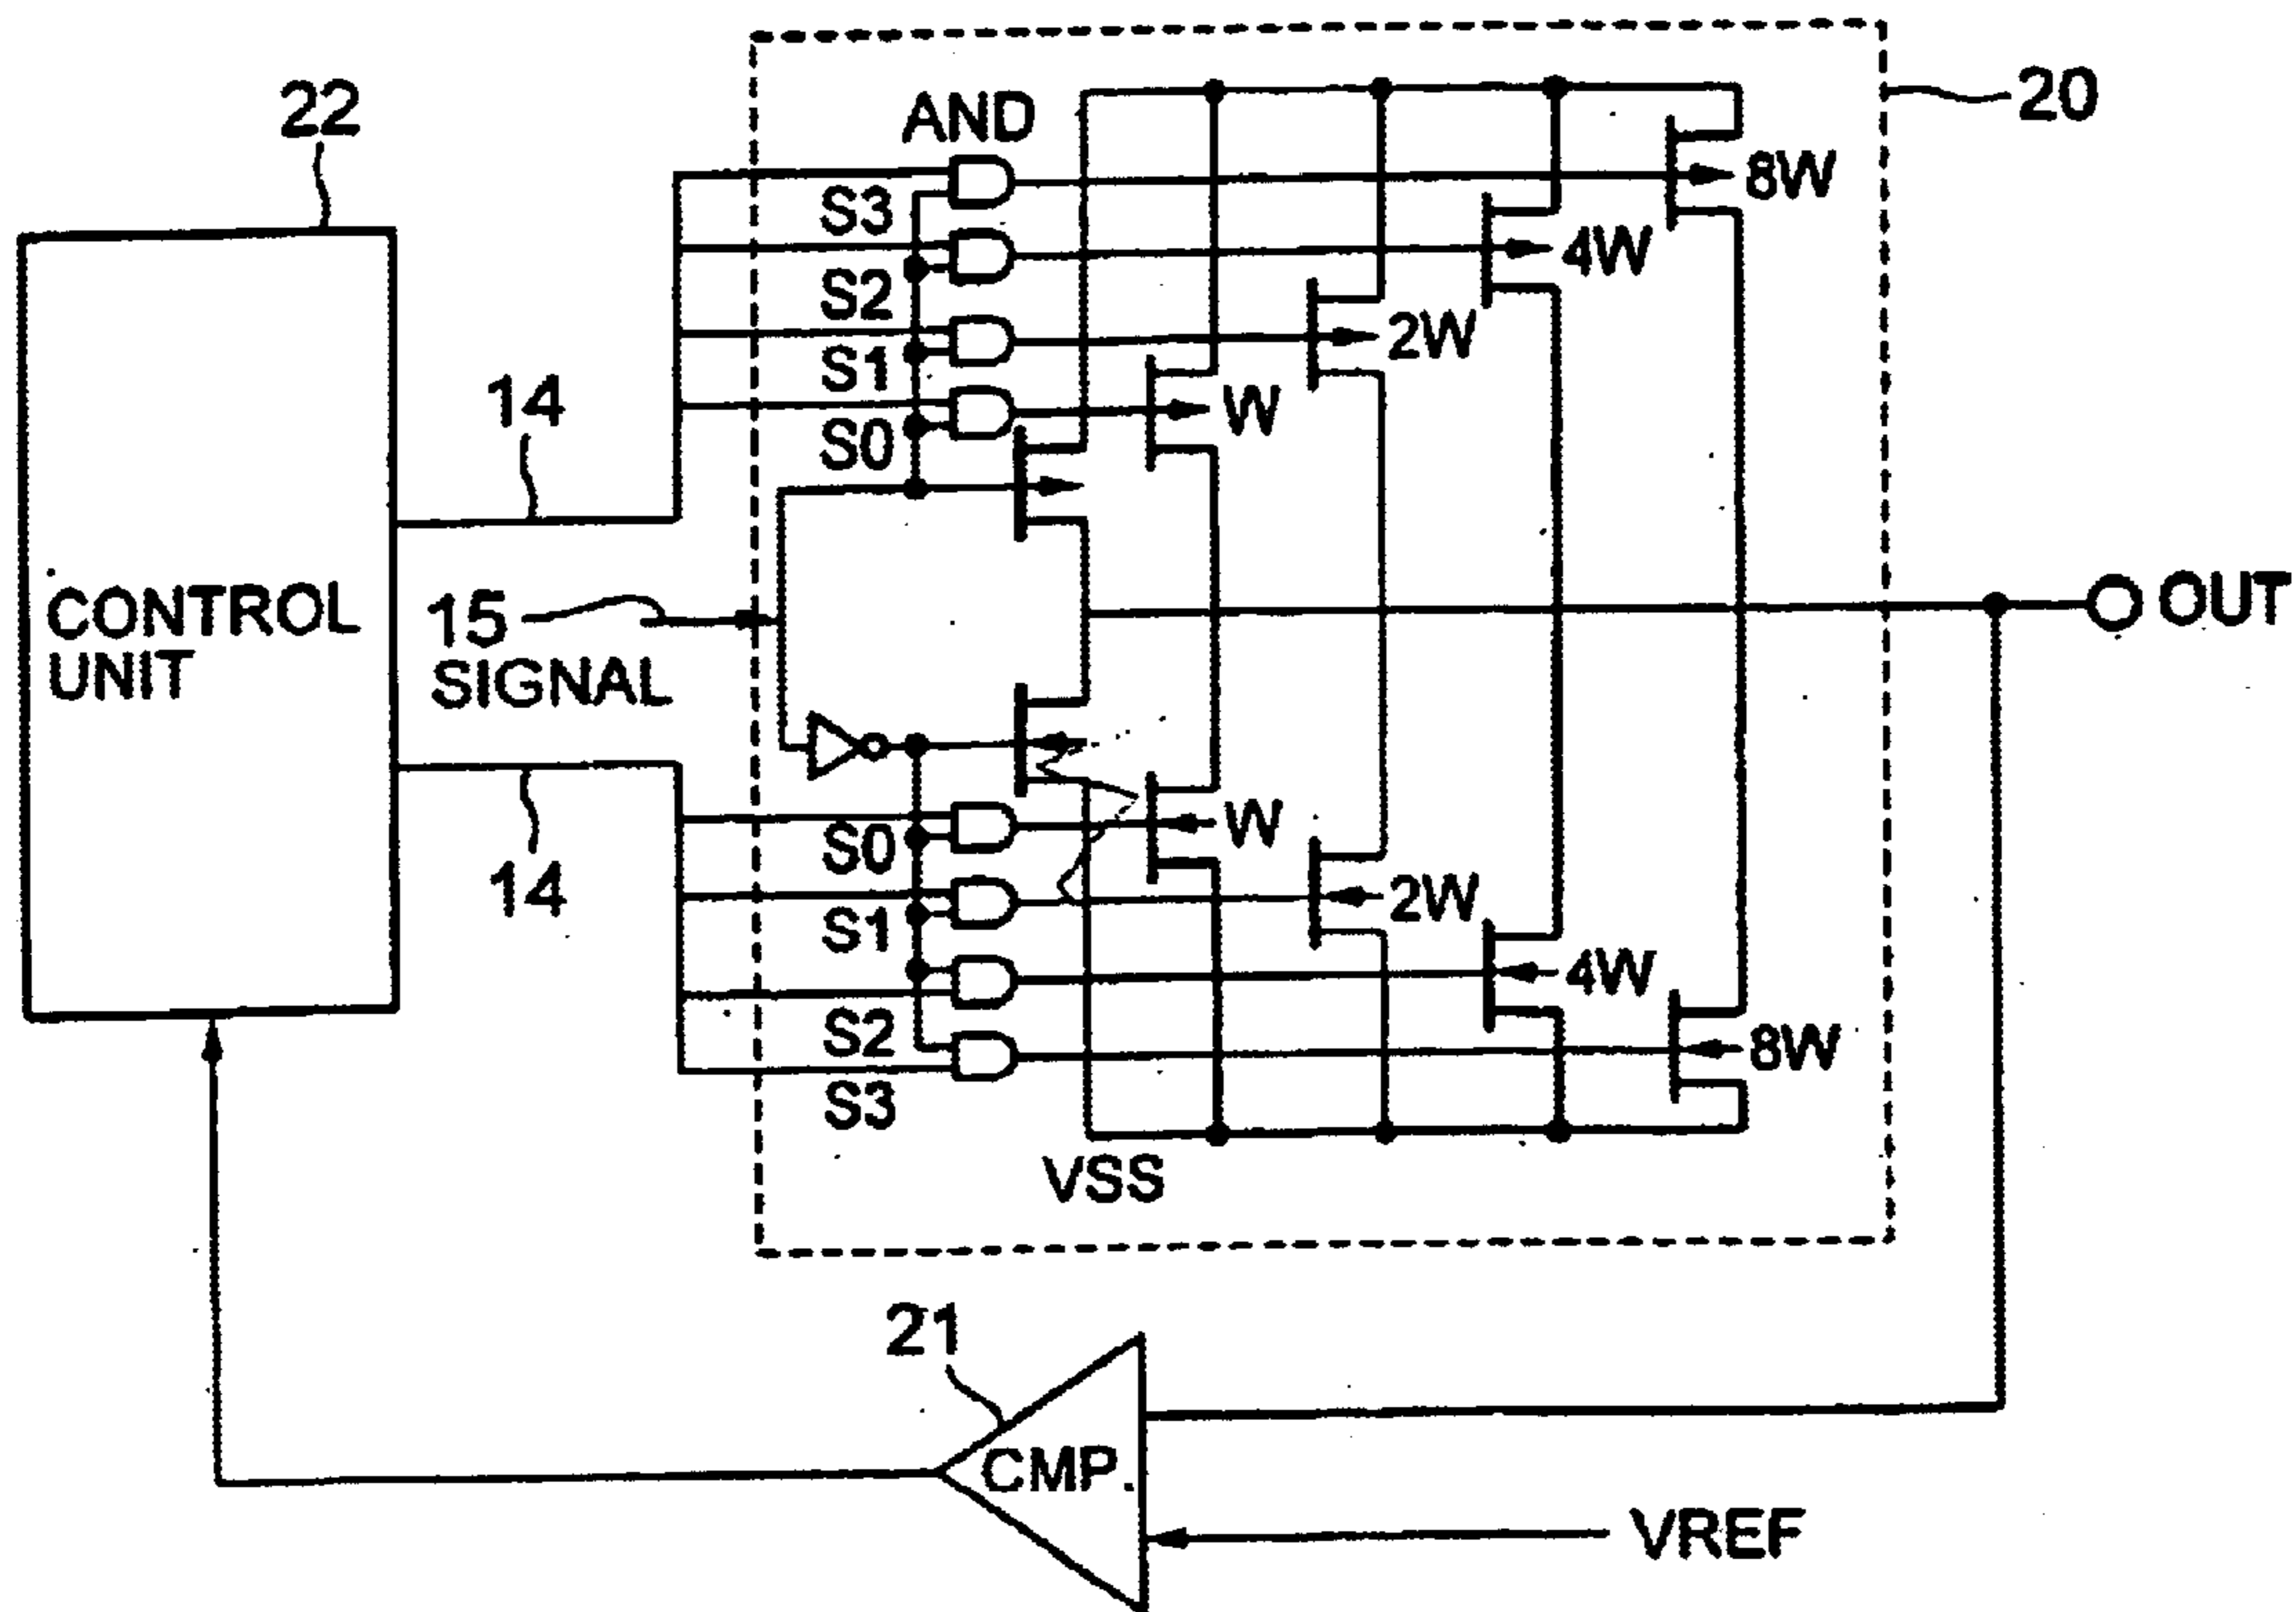 20
22
AND
8W
S3
4W
S2
2W
S1
14
W
S0
CONTROL
UNIT
15
SIGNAL
OUT
W
S0
14
2W
S1
4W
S2
8W
S3
VSS
21
CMP.
VREF